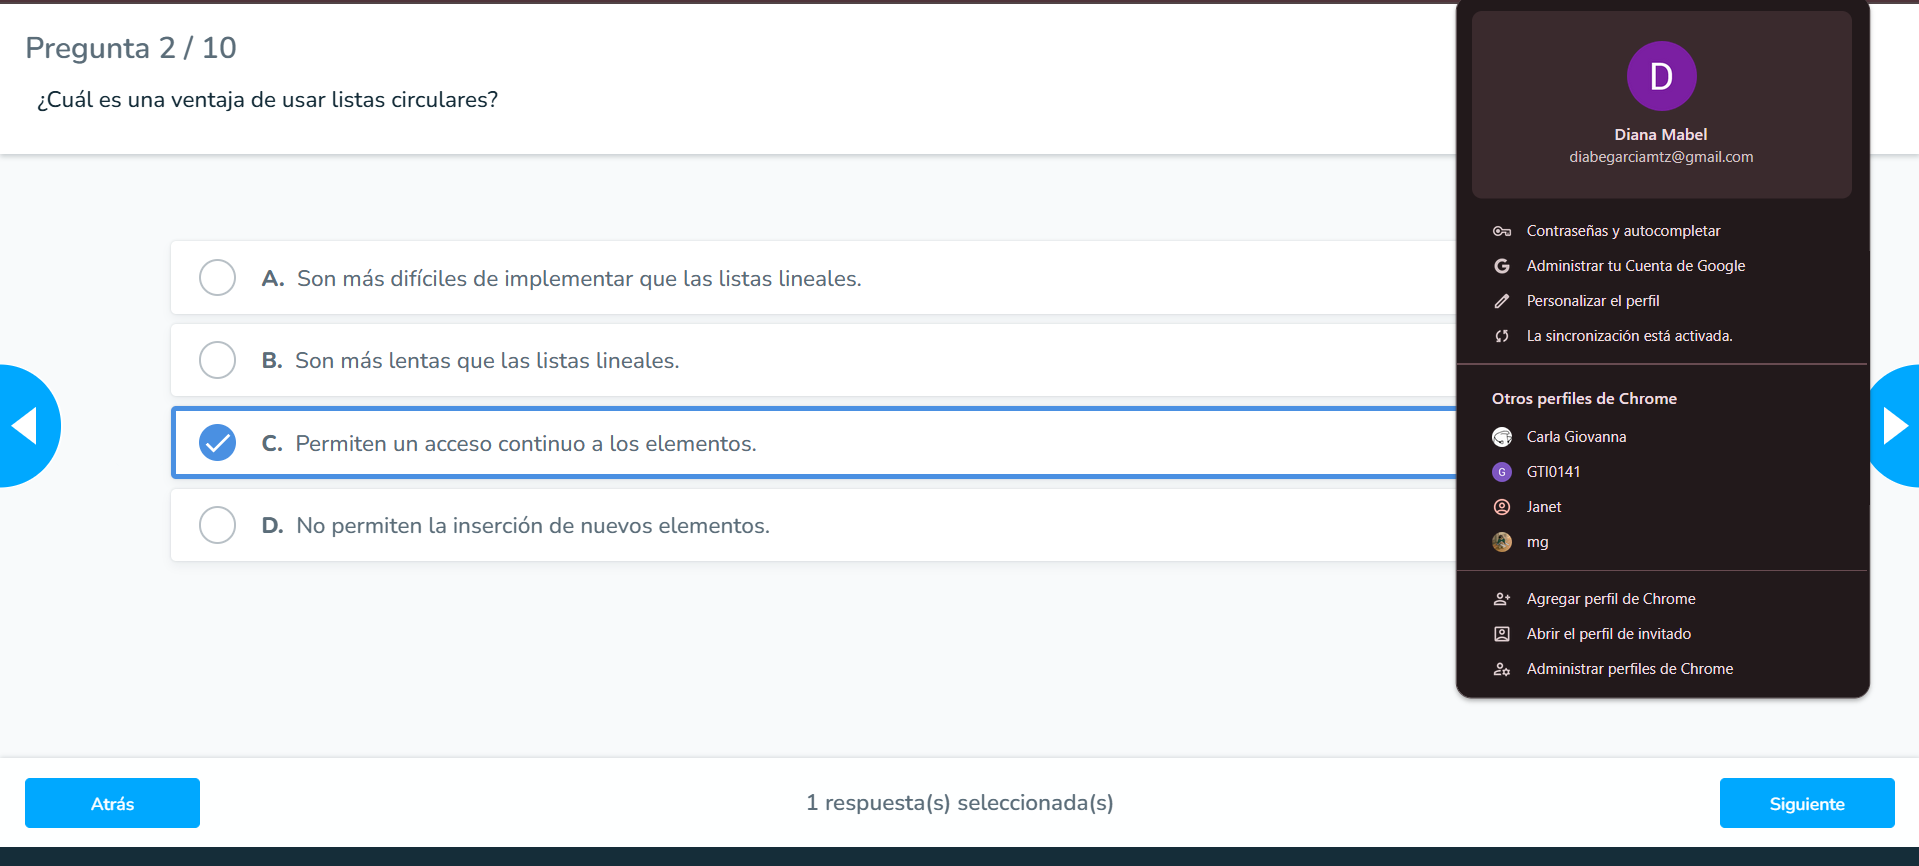 Pregunta 2 / 10
¿Cuál es una ventaja de usar listas circulares?
A. Son más difíciles de implementar que las listas lineales.
B. Son más lentas que las listas lineales.
C. Permiten un acceso continuo a los elementos.
D. No permiten la inserción de nuevos elementos.
Atrás
1 respuesta(s) seleccionada(s)
Siguiente
D
Diana Mabel
diabegarciamtz@gmail.com
Contraseñas y autocompletar
G Administrar tu Cuenta de Google
Personalizar el perfil
La sincronización está activada.
Otros perfiles de Chrome
Carla Giovanna
G GTI0141
Janet
mg
Agregar perfil de Chrome
Abrir el perfil de invitado
Administrar perfiles de Chrome